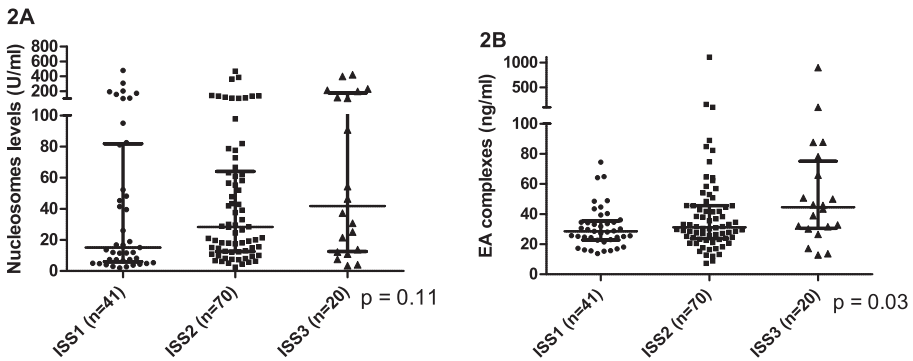 2A
Nucleosomes levels (U/ml)
800
600
400
200
100
80
60
40
20
0
ISS1 (n=41)
ISS2 (n=70)
ISS3 (n=20)
p = 0.11
2B
EA complexes (ng/ml)
1000
500
100
80
60
40
20
0
ISS1 (n=41)
ISS2 (n=70)
ISS3 (n=20)
p = 0.03